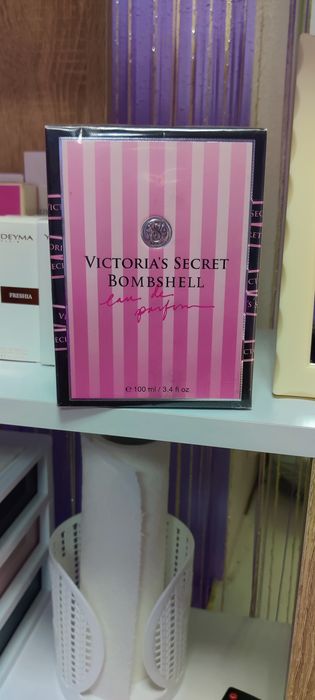 VICTORIA'S SECRET
BOMBSHELL
eau de
parfum
℮ 100 ml / 3.4 fl oz
DEYMA
FRESHIA